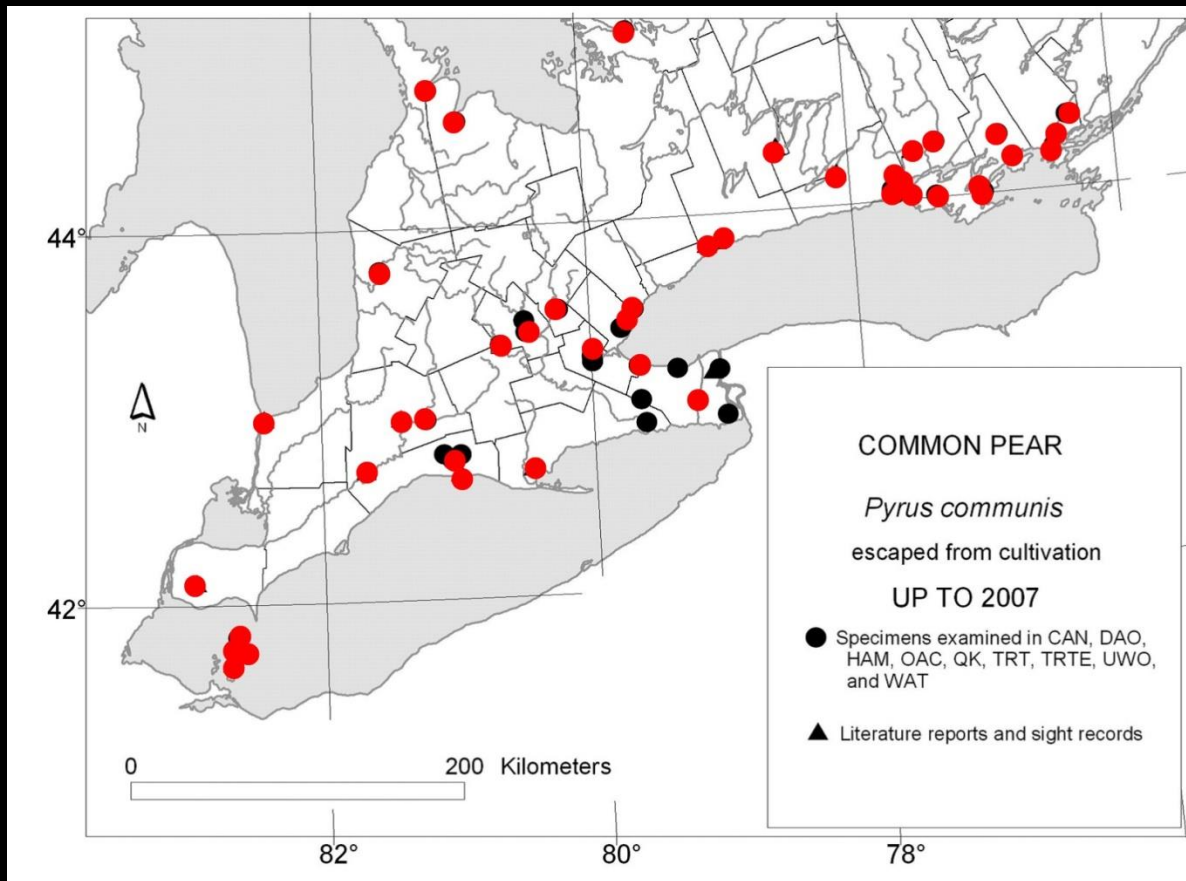 44°
42°
N
0 200 Kilometers
82° 80° 78°
COMMON PEAR
Pyrus communis
escaped from cultivation
UP TO 2007
Specimens examined in CAN, DAO,
HAM, OAC, QK, TRT, TRTE, UWO,
and WAT
Literature reports and sight records